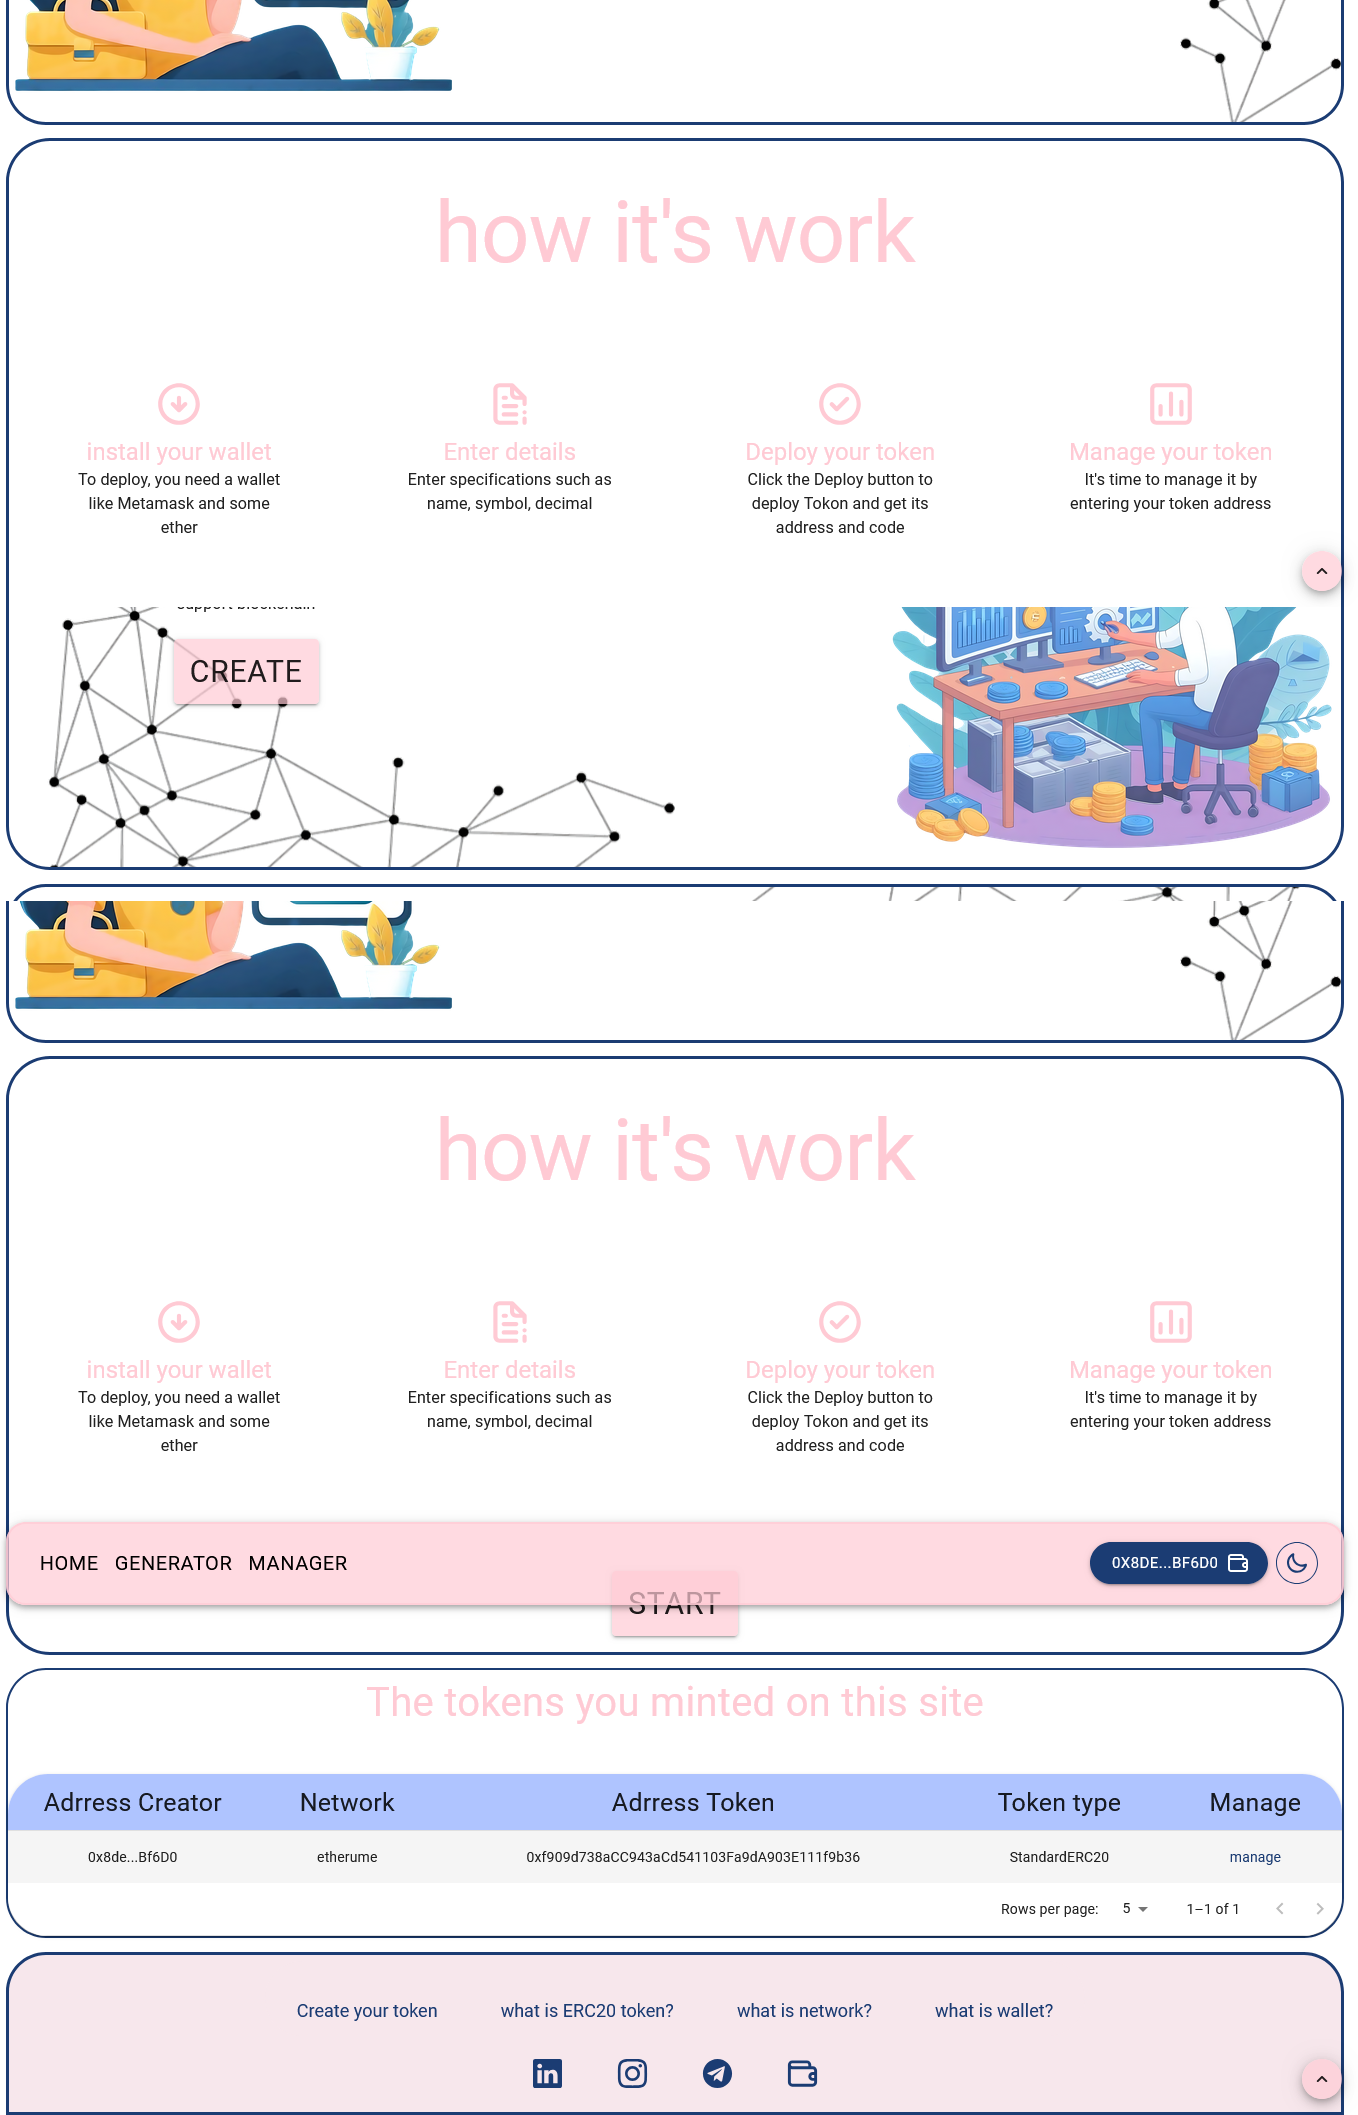 how it's work
install your wallet
To deploy, you need a wallet
like Metamask and some
ether
Enter details
Enter specifications such as
name, symbol, decimal
Deploy your token
Click the Deploy button to
deploy Tokon and get its
address and code
Manage your token
It's time to manage it by
entering your token address
support blockchain
CREATE
how it's work
install your wallet
To deploy, you need a wallet
like Metamask and some
ether
Enter details
Enter specifications such as
name, symbol, decimal
Deploy your token
Click the Deploy button to
deploy Tokon and get its
address and code
Manage your token
It's time to manage it by
entering your token address
HOME GENERATOR MANAGER
0X8DE...BF6D0
START
The tokens you minted on this site
Adrress Creator Network Adrress Token Token type Manage
0x8de...Bf6D0 etherume 0xf909d738aCC943aCd541103Fa9dA903E111f9b36 StandardERC20 manage
Rows per page: 5 1–1 of 1
Create your token what is ERC20 token? what is network? what is wallet?
in